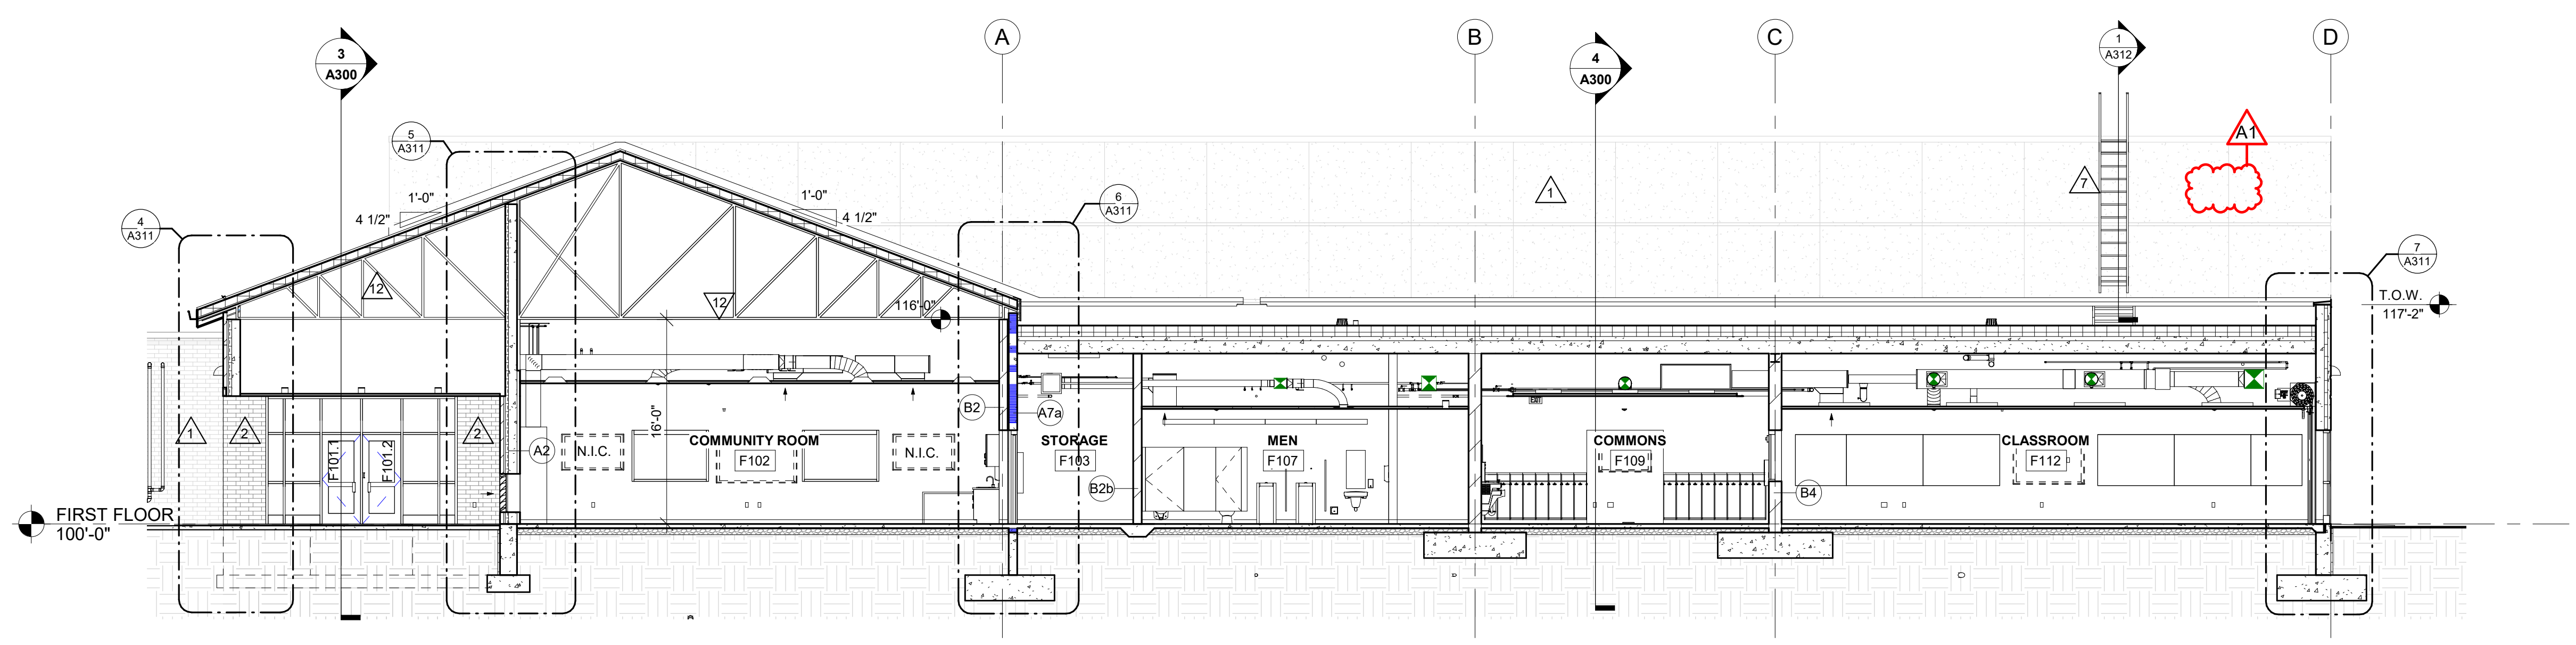 3
A300
A
B
4
A300
C
1
A312
D
5
A311
A1
1'-0"
4 1/2"
1'-0"
4 1/2"
6
A311
1
7
4
A311
7
A311
12
12
116'-0"
T.O.W.
117'-2"
16'-0"
1
2
2
F101.1
F101.2
A2
N.I.C.
COMMUNITY ROOM
F102
N.I.C.
B2
A7a
STORAGE
F103
B2b
MEN
F107
EXIT
COMMONS
F109
B4
CLASSROOM
F112
FIRST FLOOR
100'-0"